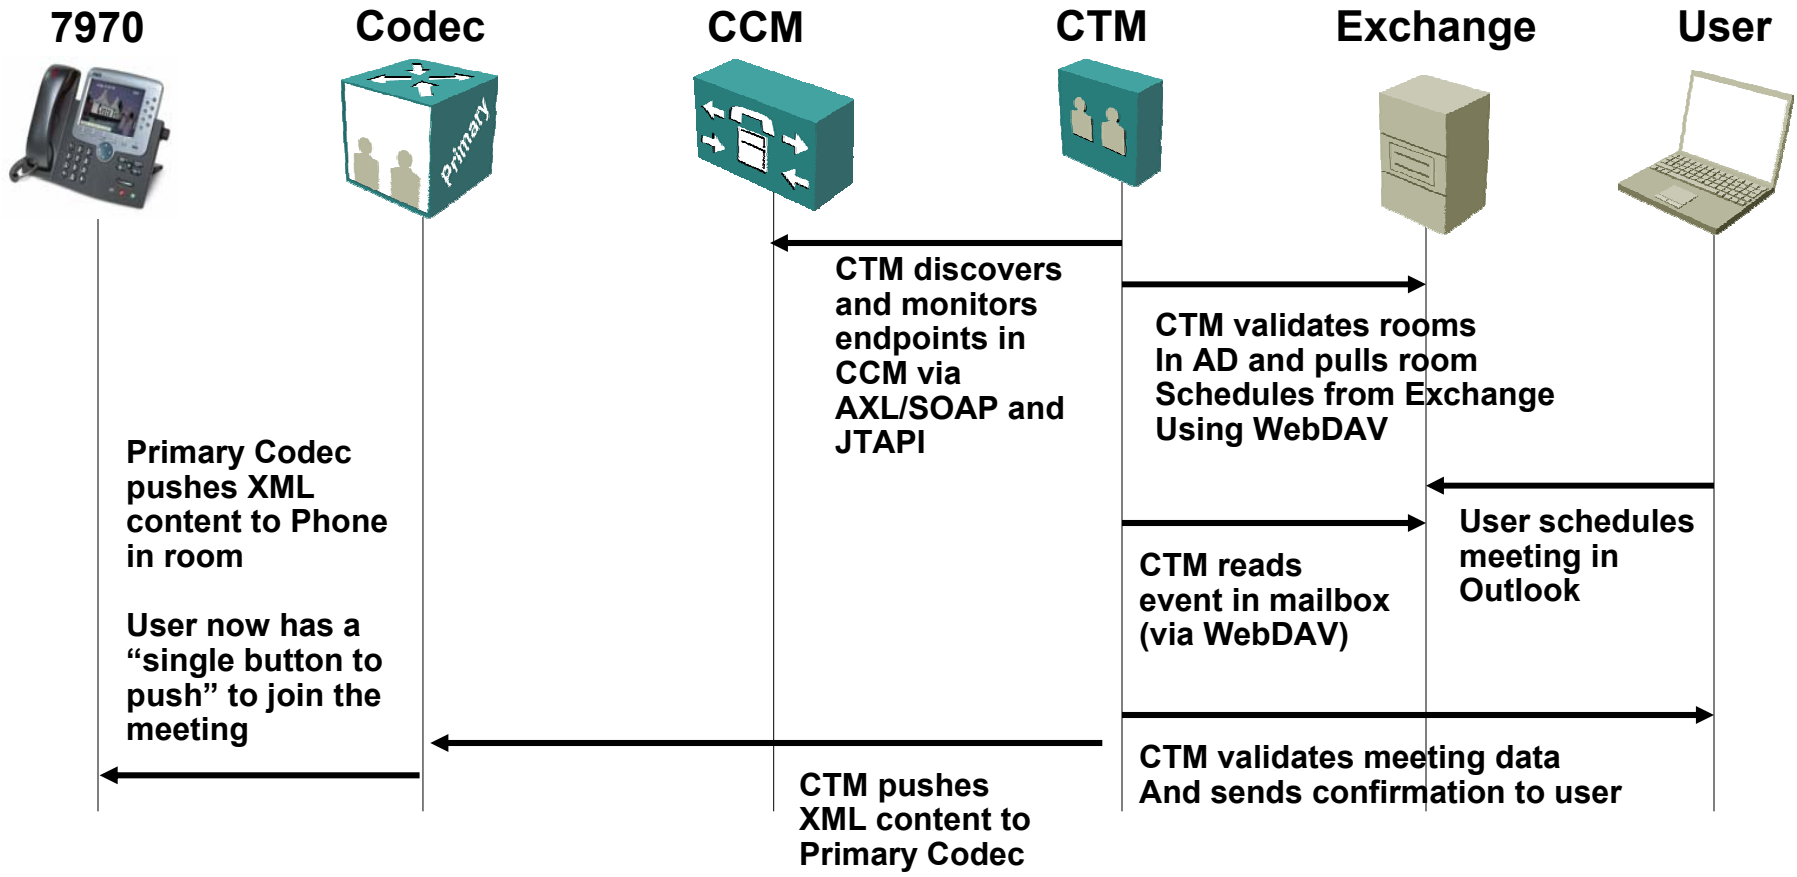 7970
Codec
CCM
CTM
Exchange
User
Primary
CTM discovers
and monitors
endpoints in
CCM via
AXL/SOAP and
JTAPI
CTM validates rooms
In AD and pulls room
Schedules from Exchange
Using WebDAV
Primary Codec
pushes XML
content to Phone
in room
User now has a
“single button to
push” to join the
meeting
User schedules
meeting in
Outlook
CTM reads
event in mailbox
(via WebDAV)
CTM validates meeting data
And sends confirmation to user
CTM pushes
XML content to
Primary Codec